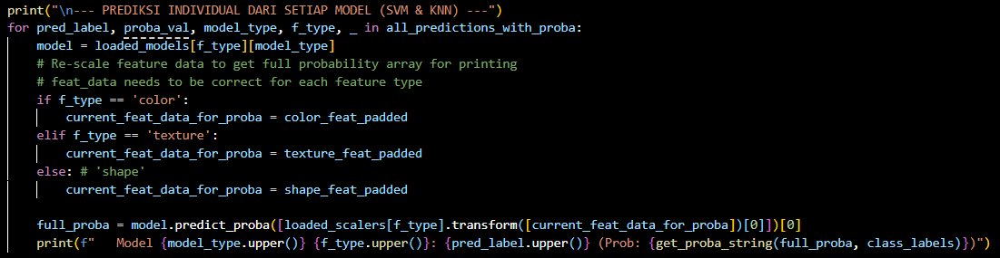 print("\n--- PREDIKSI INDIVIDUAL DARI SETIAP MODEL (SVM & KNN) ---")
for pred_label, proba_val, model_type, f_type, _ in all_predictions_with_proba:
    model = loaded_models[f_type][model_type]
    # Re-scale feature data to get full probability array for printing
    # feat_data needs to be correct for each feature type
    if f_type == 'color':
        current_feat_data_for_proba = color_feat_padded
    elif f_type == 'texture':
        current_feat_data_for_proba = texture_feat_padded
    else: # 'shape'
        current_feat_data_for_proba = shape_feat_padded

    full_proba = model.predict_proba([loaded_scalers[f_type].transform([current_feat_data_for_proba])[0]])[0]
    print(f"   Model {model_type.upper()} {f_type.upper()}: {pred_label.upper()} (Prob: {get_proba_string(full_proba, class_labels)})")